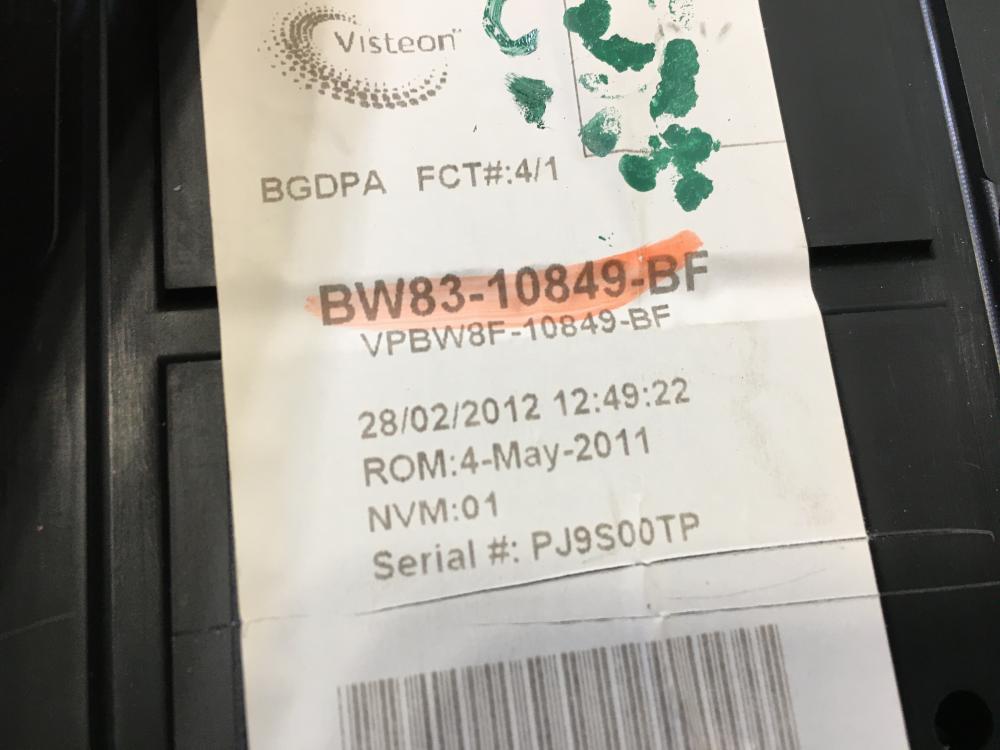 Visteon™
BGDPA FCT#:4/1
BW83-10849-BF
VPBW8F-10849-BF
28/02/2012 12:49:22
ROM:4-May-2011
NVM:01
Serial #: PJ9S00TP